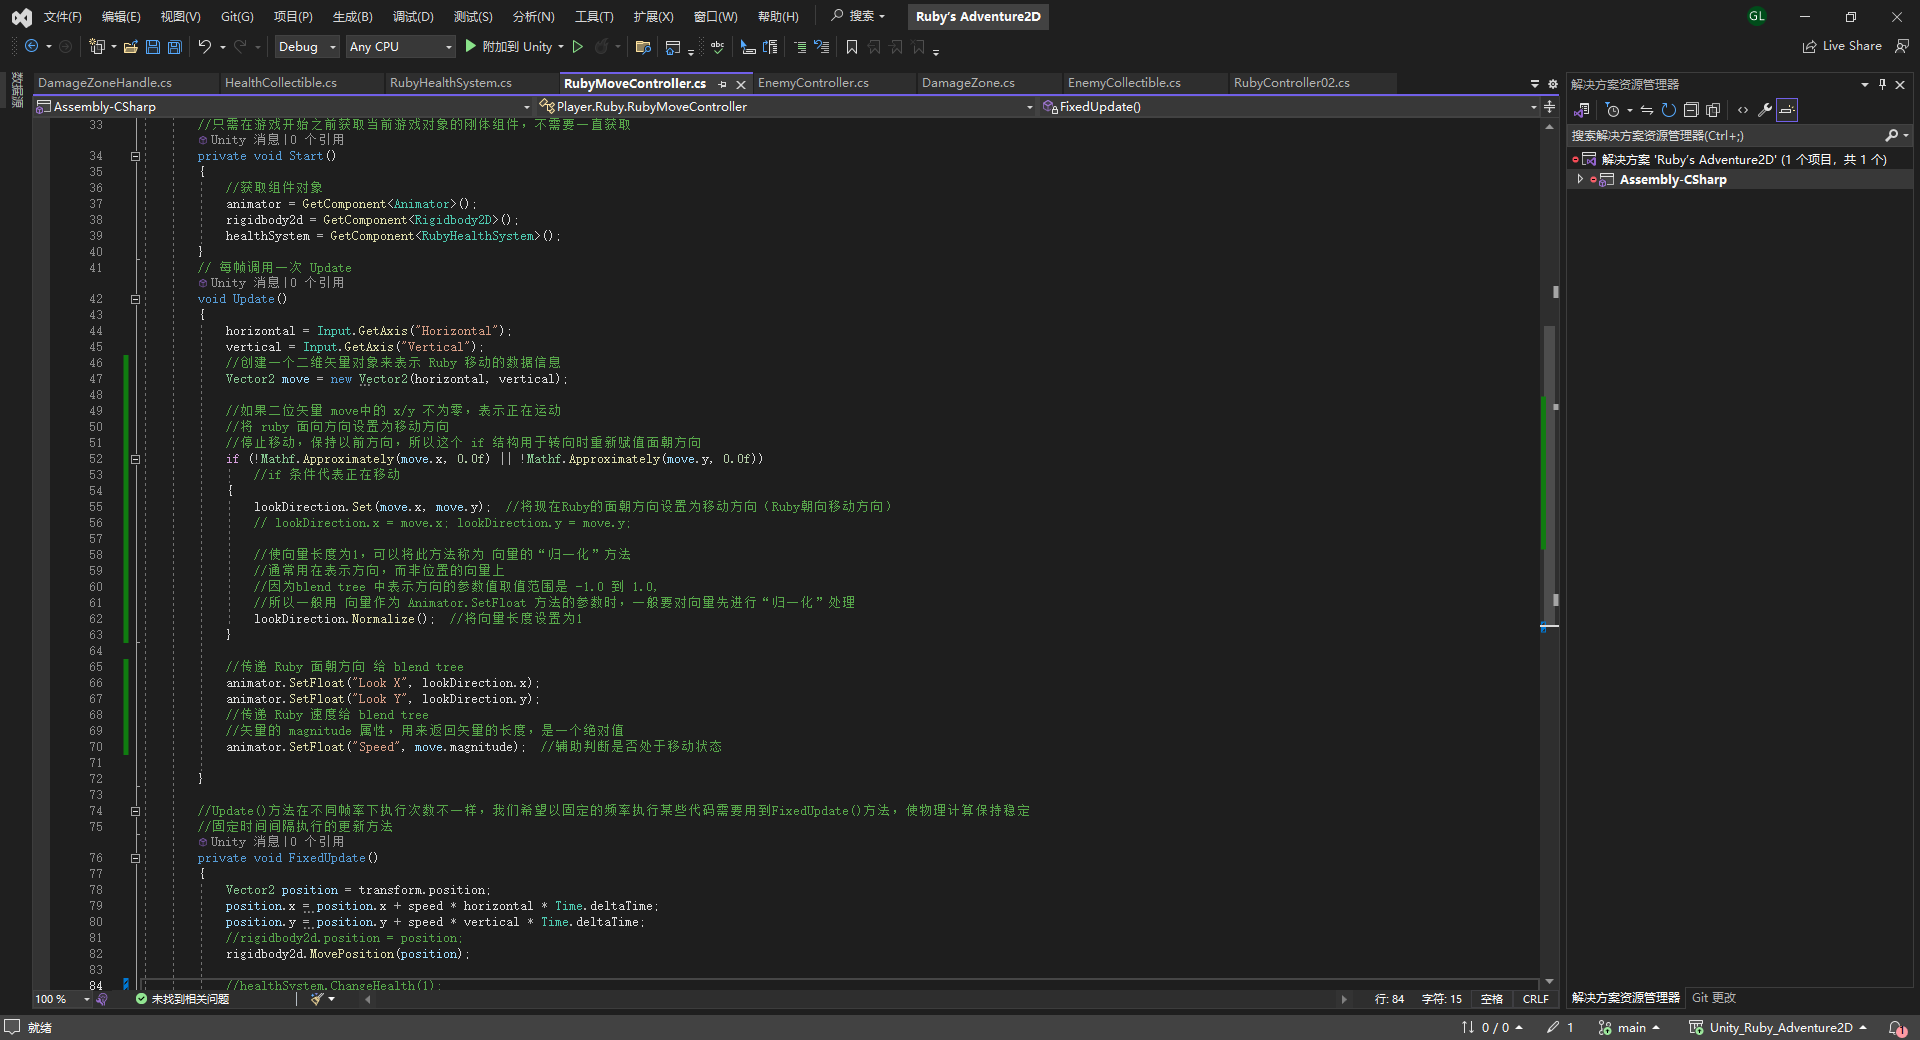 文件(F) 编辑(E) 视图(V) Git(G) 项目(P) 生成(B) 调试(D) 测试(S) 分析(N) 工具(T) 扩展(X) 窗口(W) 帮助(H) 搜索 Ruby's Adventure2D GL
Debug Any CPU 附加到 Unity Live Share
数据源
DamageZoneHandle.cs HealthCollectible.cs RubyHealthSystem.cs RubyMoveController.cs EnemyController.cs DamageZone.cs EnemyCollectible.cs RubyController02.cs
Assembly-CSharp Player.Ruby.RubyMoveController FixedUpdate()
33 //只需在游戏开始之前获取当前游戏对象的刚体组件，不需要一直获取
Unity 消息|0 个引用
34 private void Start()
35 {
36 //获取组件对象
37 animator = GetComponent<Animator>();
38 rigidbody2d = GetComponent<Rigidbody2D>();
39 healthSystem = GetComponent<RubyHealthSystem>();
40 }
41 // 每帧调用一次 Update
Unity 消息|0 个引用
42 void Update()
43 {
44 horizontal = Input.GetAxis("Horizontal");
45 vertical = Input.GetAxis("Vertical");
46 //创建一个二维矢量对象来表示 Ruby 移动的数据信息
47 Vector2 move = new Vector2(horizontal, vertical);
48
49 //如果二位矢量 move中的 x/y 不为零，表示正在运动
50 //将 ruby 面向方向设置为移动方向
51 //停止移动，保持以前方向，所以这个 if 结构用于转向时重新赋值面朝方向
52 if (!Mathf.Approximately(move.x, 0.0f) || !Mathf.Approximately(move.y, 0.0f))
53 //if 条件代表正在移动
54 {
55 lookDirection.Set(move.x, move.y); //将现在Ruby的面朝方向设置为移动方向（Ruby朝向移动方向）
56 // lookDirection.x = move.x; lookDirection.y = move.y;
57
58 //使向量长度为1，可以将此方法称为 向量的“归一化”方法
59 //通常用在表示方向，而非位置的向量上
60 //因为blend tree 中表示方向的参数值取值范围是 -1.0 到 1.0,
61 //所以一般用 向量作为 Animator.SetFloat 方法的参数时，一般要对向量先进行“归一化”处理
62 lookDirection.Normalize(); //将向量长度设置为1
63 }
64
65 //传递 Ruby 面朝方向 给 blend tree
66 animator.SetFloat("Look X", lookDirection.x);
67 animator.SetFloat("Look Y", lookDirection.y);
68 //传递 Ruby 速度给 blend tree
69 //矢量的 magnitude 属性，用来返回矢量的长度，是一个绝对值
70 animator.SetFloat("Speed", move.magnitude); //辅助判断是否处于移动状态
71
72 }
73
74 //Update()方法在不同帧率下执行次数不一样，我们希望以固定的频率执行某些代码需要用到FixedUpdate()方法，使物理计算保持稳定
75 //固定时间间隔执行的更新方法
Unity 消息|0 个引用
76 private void FixedUpdate()
77 {
78 Vector2 position = transform.position;
79 position.x = position.x + speed * horizontal * Time.deltaTime;
80 position.y = position.y + speed * vertical * Time.deltaTime;
81 //rigidbody2d.position = position;
82 rigidbody2d.MovePosition(position);
83
84 //healthSystem.ChangeHealth(1);
100 % 未找到相关问题 行: 84 字符: 15 空格 CRLF
解决方案资源管理器
搜索解决方案资源管理器(Ctrl+;)
解决方案 'Ruby's Adventure2D' (1 个项目，共 1 个)
Assembly-CSharp
解决方案资源管理器 Git 更改
就绪 0 / 0 1 main Unity_Ruby_Adventure2D 1